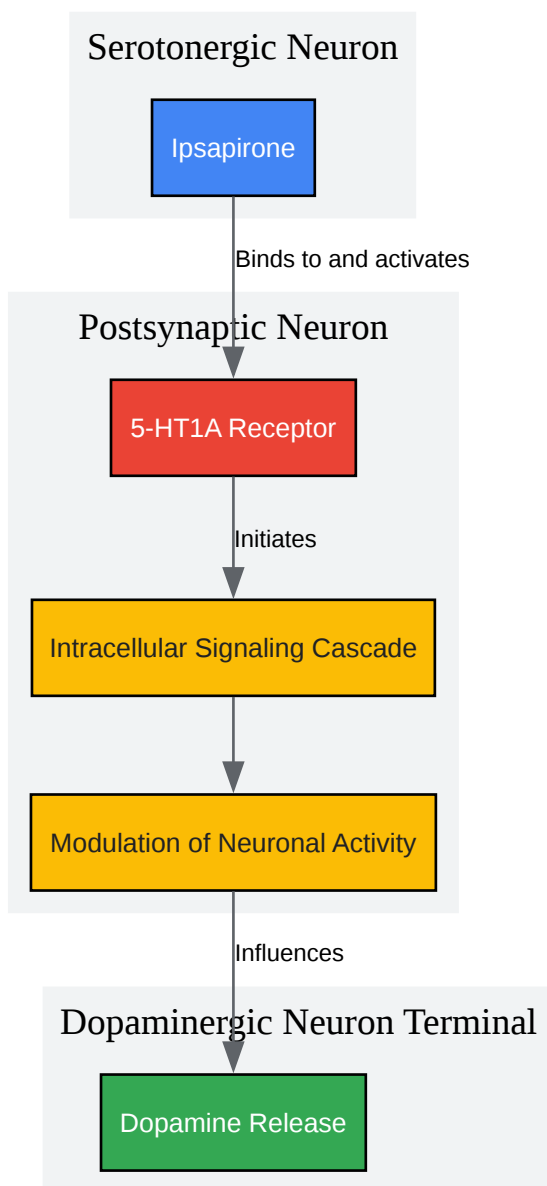 Serotonergic Neuron
Ipsapirone
Binds to and activates
Postsynaptic Neuron
5-HT1A Receptor
Initiates
Intracellular Signaling Cascade
Modulation of Neuronal Activity
Influences
Dopaminergic Neuron Terminal
Dopamine Release